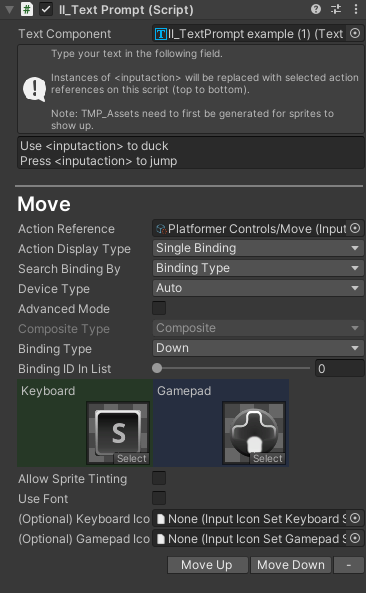 # II_Text Prompt (Script)
Text Component II_TextPrompt example (1) (Text
Type your text in the following field.
Instances of <inputaction> will be replaced with selected action
references on this script (top to bottom).
Note: TMP_Assets need to first be generated for sprites to
show up.
Use <inputaction> to duck
Press <inputaction> to jump
Move
Action Reference Platformer Controls/Move (Input
Action Display Type Single Binding
Search Binding By Binding Type
Device Type Auto
Advanced Mode
Composite Type Composite
Binding Type Down
Binding ID In List 0
Keyboard Gamepad
S
Select Select
Allow Sprite Tinting
Use Font
(Optional) Keyboard Ico None (Input Icon Set Keyboard S
(Optional) Gamepad Ico None (Input Icon Set Gamepad S
Move Up Move Down -